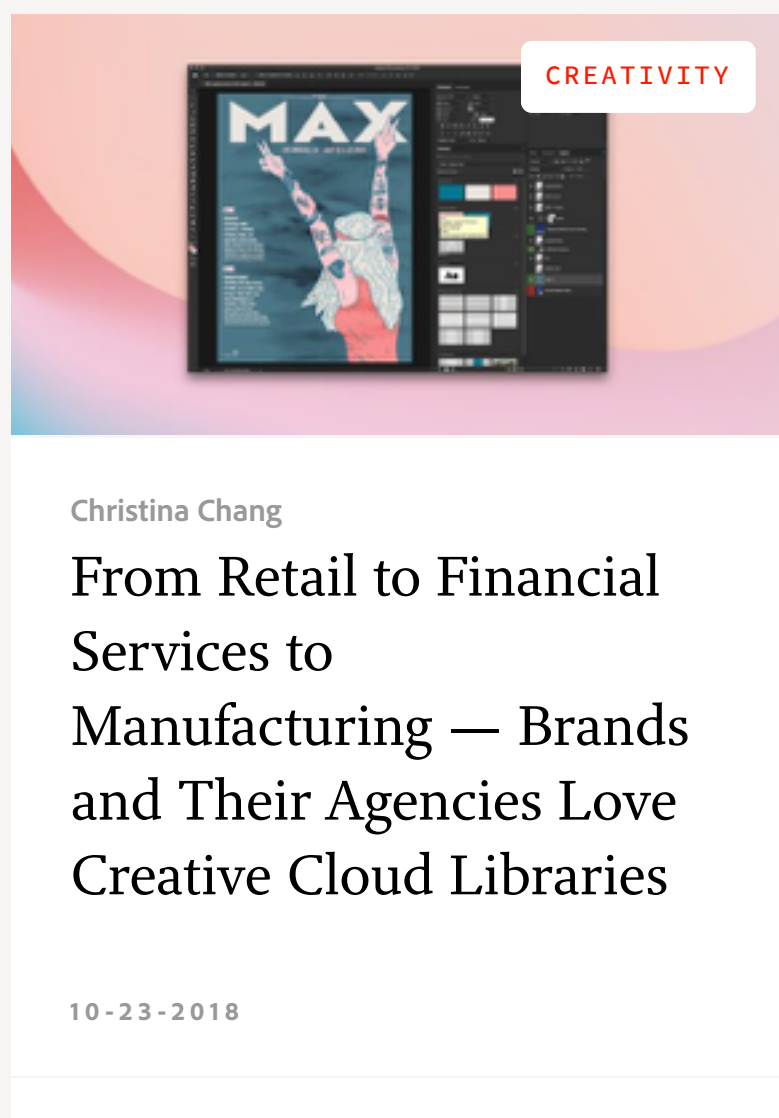 CREATIVITY
MAX
Christina Chang
From Retail to Financial
Services to
Manufacturing — Brands
and Their Agencies Love
Creative Cloud Libraries
10-23-2018